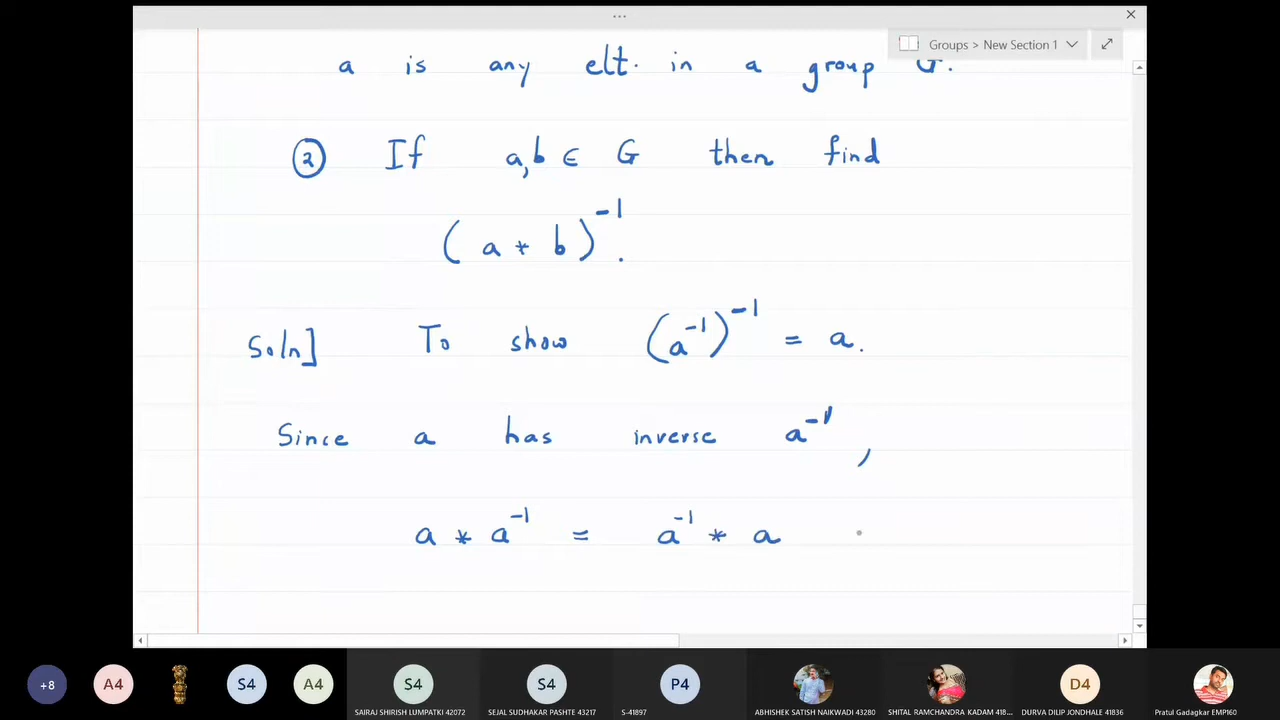 Groups > New Section 1
a is any elt. in a group G.
② If a,b ∈ G then find
(a * b)⁻¹.
Soln] To show (a⁻¹)⁻¹ = a.
Since a has inverse a⁻¹,
a * a⁻¹ = a⁻¹ * a
+8 A4 S4 A4 S4 S4 P4 D4
SAIRAJ SHIRISH LUMPATKI 42072 SEJAL SUDHAKAR PASHTE 43217 S-41897 ABHISHEK SATISH NAIKWADI 43280 SHITAL RAMCHANDRA KADAM 418... DURVA DILIP JONDHALE 41836 Pratul Gadagkar EMP160